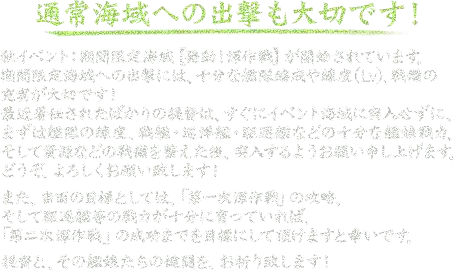 通常海域への出撃も大切です！
秋イベント：期間限定海域【発動！渾作戦】が開始されています。
期間限定海域への出撃には、十分な艦隊編成や練度(Lv)、戦備の
充実が大切です！
最近着任されたばかりの提督は、すぐにイベント海域に突入せずに、
まずは艦隊の練度、戦艦・巡洋艦・駆逐艦などの十分な艦娘戦力、
そして資源などの戦備を整えた後、突入するようお願い申し上げます。
どうぞ、よろしくお願い致します！
また、当面の目標としては、「第一次渾作戦」の攻略、
そして駆逐艦等の戦力が十分に育っていれば、
「第二次渾作戦」の成功までを目標にして頂けますと幸いです。
提督と、その艦娘たちの健闘を、お祈り致します！